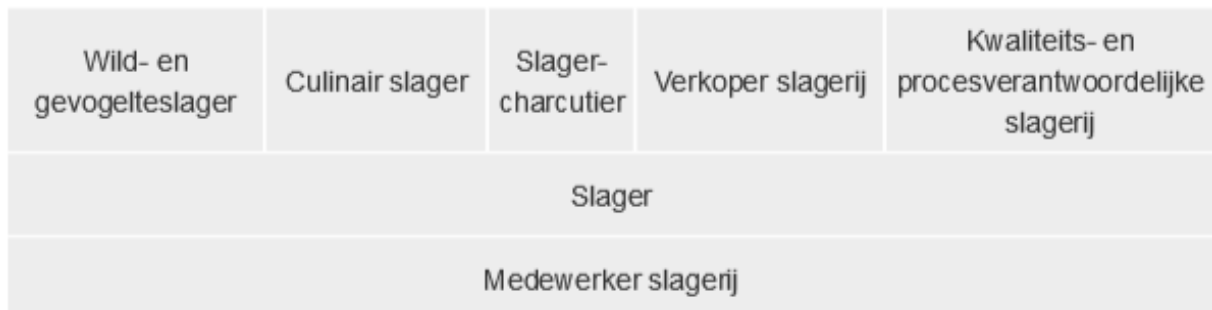 Wild- en
gevogelteslager
Culinair slager
Slager-
charcutier
Verkoper slagerij
Kwaliteits- en
procesverantwoordelijke
slagerij
Slager
Medewerker slagerij